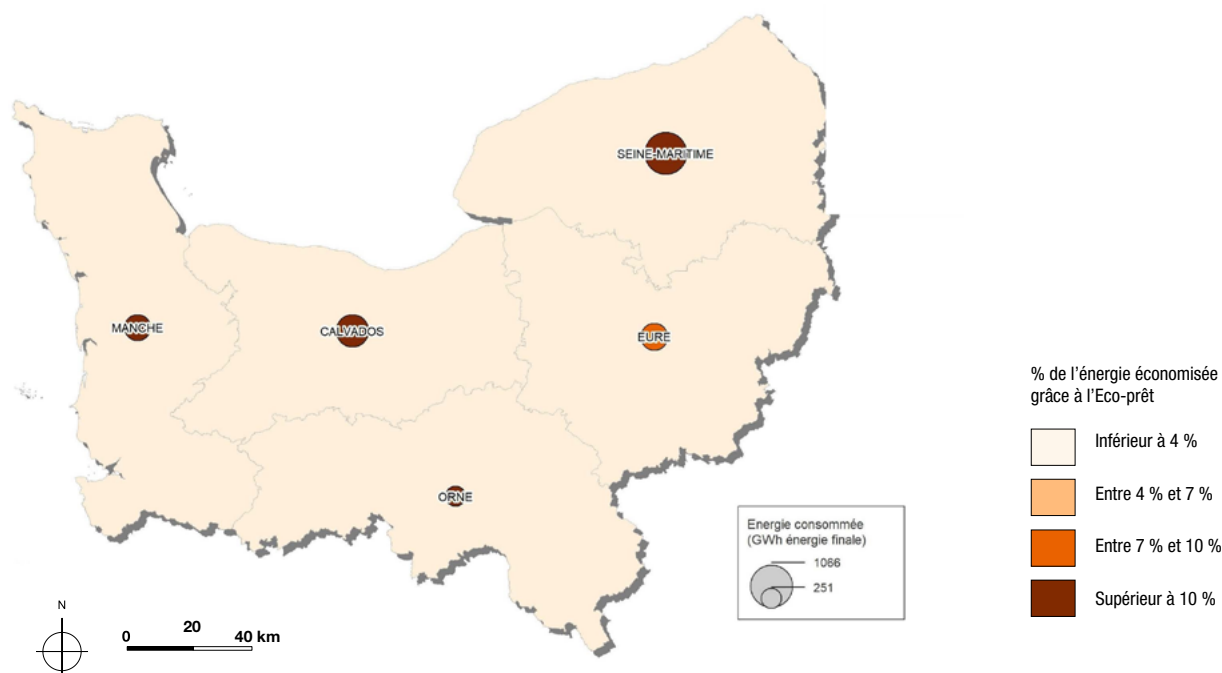 SEINE-MARITIME
MANCHE
CALVADOS
EURE
ORNE
% de l'énergie économisée
grâce à l'Eco-prêt
Inférieur à 4 %
Entre 4 % et 7 %
Entre 7 % et 10 %
Supérieur à 10 %
Energie consommée
(GWh énergie finale)
1066
251
N
0 20 40 km